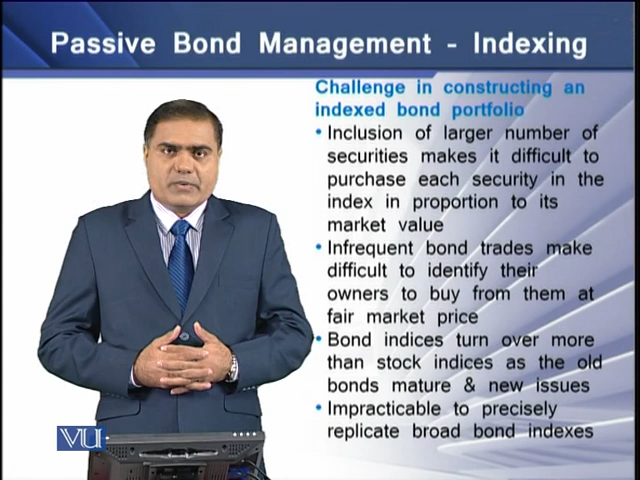 Passive Bond Management - Indexing
Challenge in constructing an
indexed bond portfolio
• Inclusion of larger number of
securities makes it difficult to
purchase each security in the
index in proportion to its
market value
• Infrequent bond trades make
difficult to identify their
owners to buy from them at
fair market price
• Bond indices turn over more
than stock indices as the old
bonds mature & new issues
• Impracticable to precisely
replicate broad bond indexes
VU